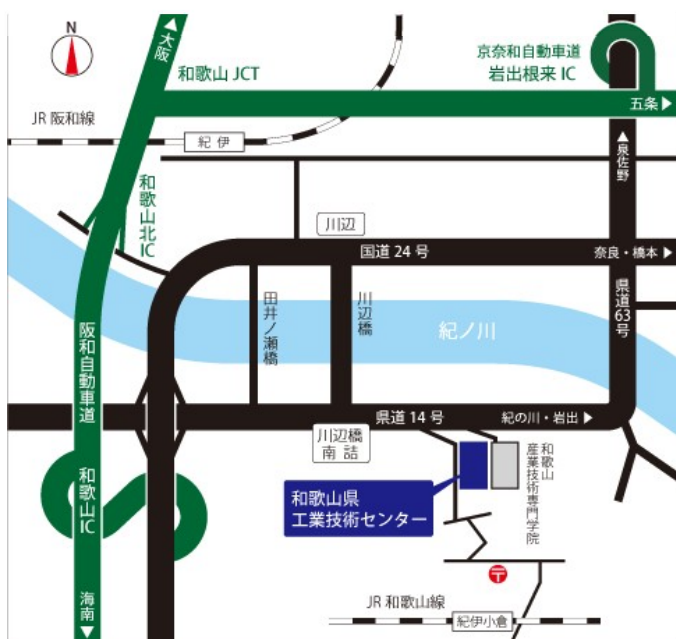 N
▲大阪
和歌山 JCT
京奈和自動車道
岩出根来 IC
五条▶
JR 阪和線
紀伊
▲泉佐野
和歌山北IC
川辺
国道 24 号
奈良・橋本▶
県道63号
田井ノ瀬橋
川辺橋
紀ノ川
阪和自動車道
県道 14 号
紀の川・岩出▶
川辺橋
南詰
和歌山
産業技術専門学院
和歌山IC
和歌山県
工業技術センター
〒
海南▼
JR 和歌山線
紀伊小倉